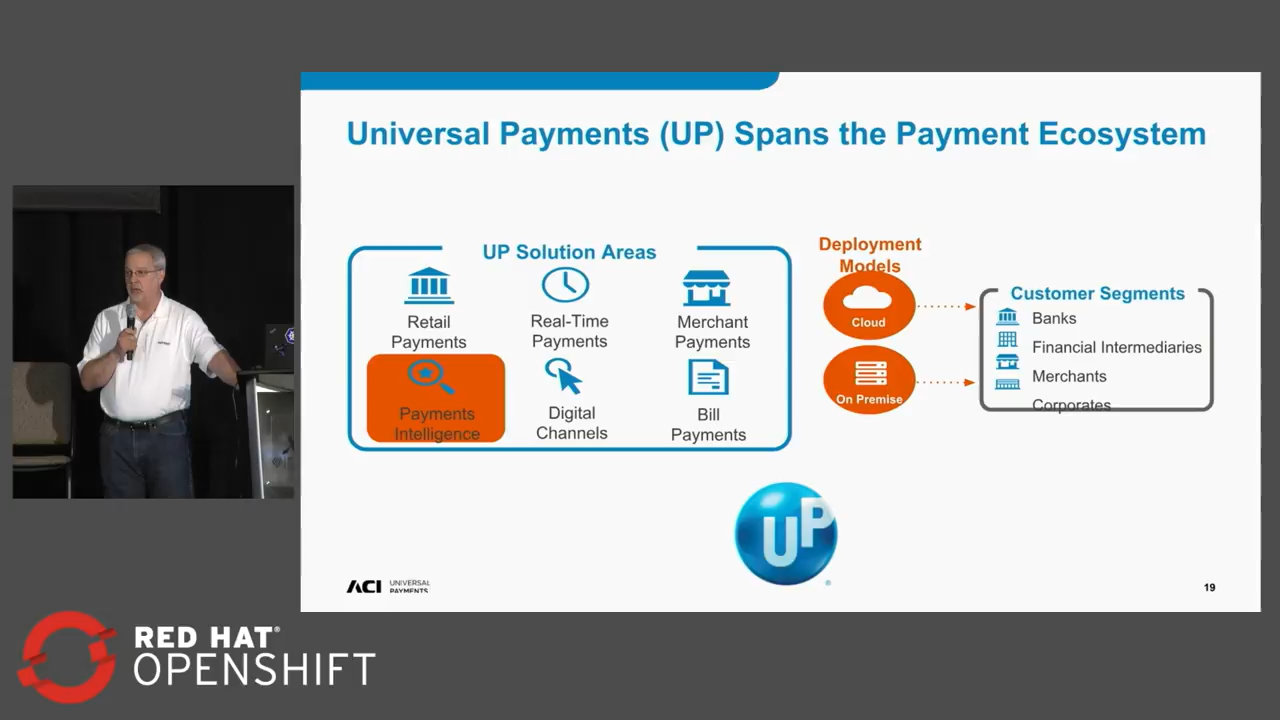 Universal Payments (UP) Spans the Payment Ecosystem
UP Solution Areas
Retail
Payments
Real-Time
Payments
Merchant
Payments
Payments
Intelligence
Digital
Channels
Bill
Payments
Deployment
Models
Cloud
On Premise
Customer Segments
Banks
Financial Intermediaries
Merchants
Corporates
UP
®
ACI UNIVERSAL
PAYMENTS
19
RED HAT®
OPENSHIFT